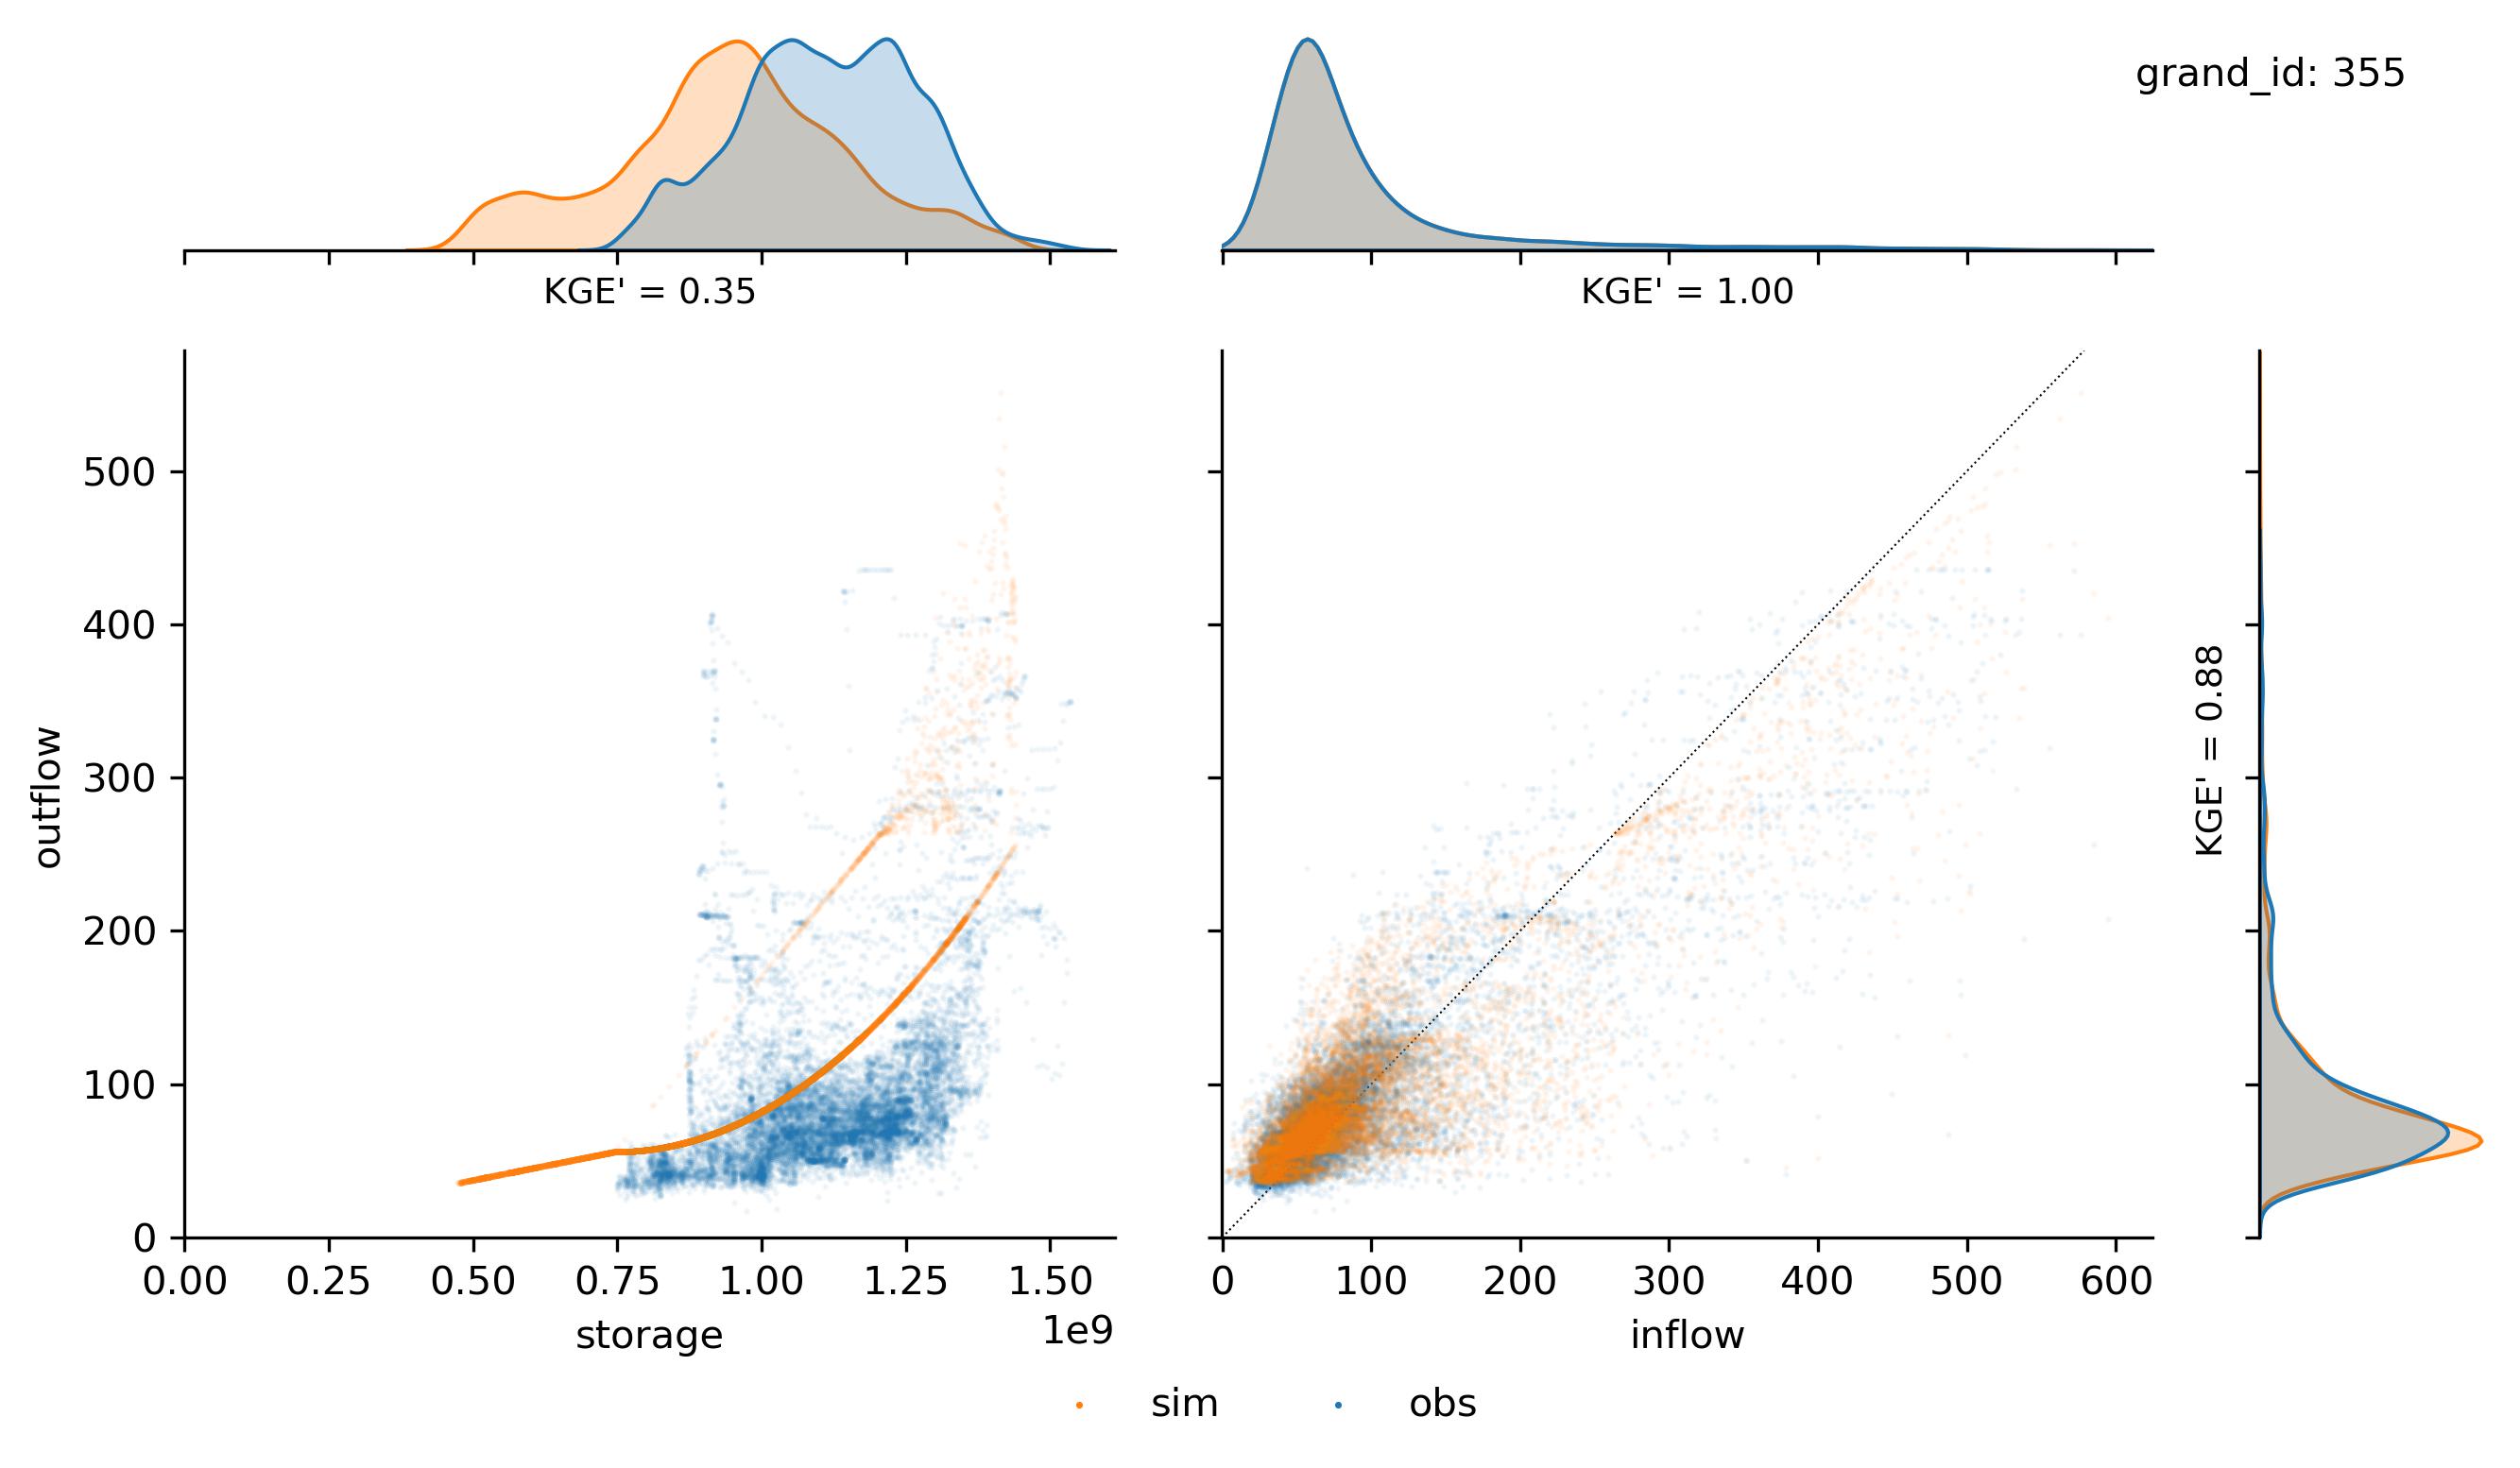 grand_id: 355
KGE' = 0.35
KGE' = 1.00
outflow
500
400
300
200
100
0
KGE' = 0.88
0.00 0.25 0.50 0.75 1.00 1.25 1.50
1e9
storage
0 100 200 300 400 500 600
inflow
sim obs